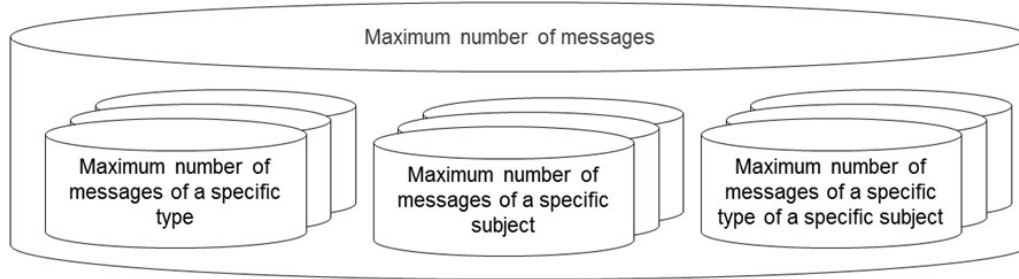 Maximum number of messages
Maximum number of
messages of a specific
type
Maximum number of
messages of a specific
subject
Maximum number of
messages of a specific
type of a specific subject